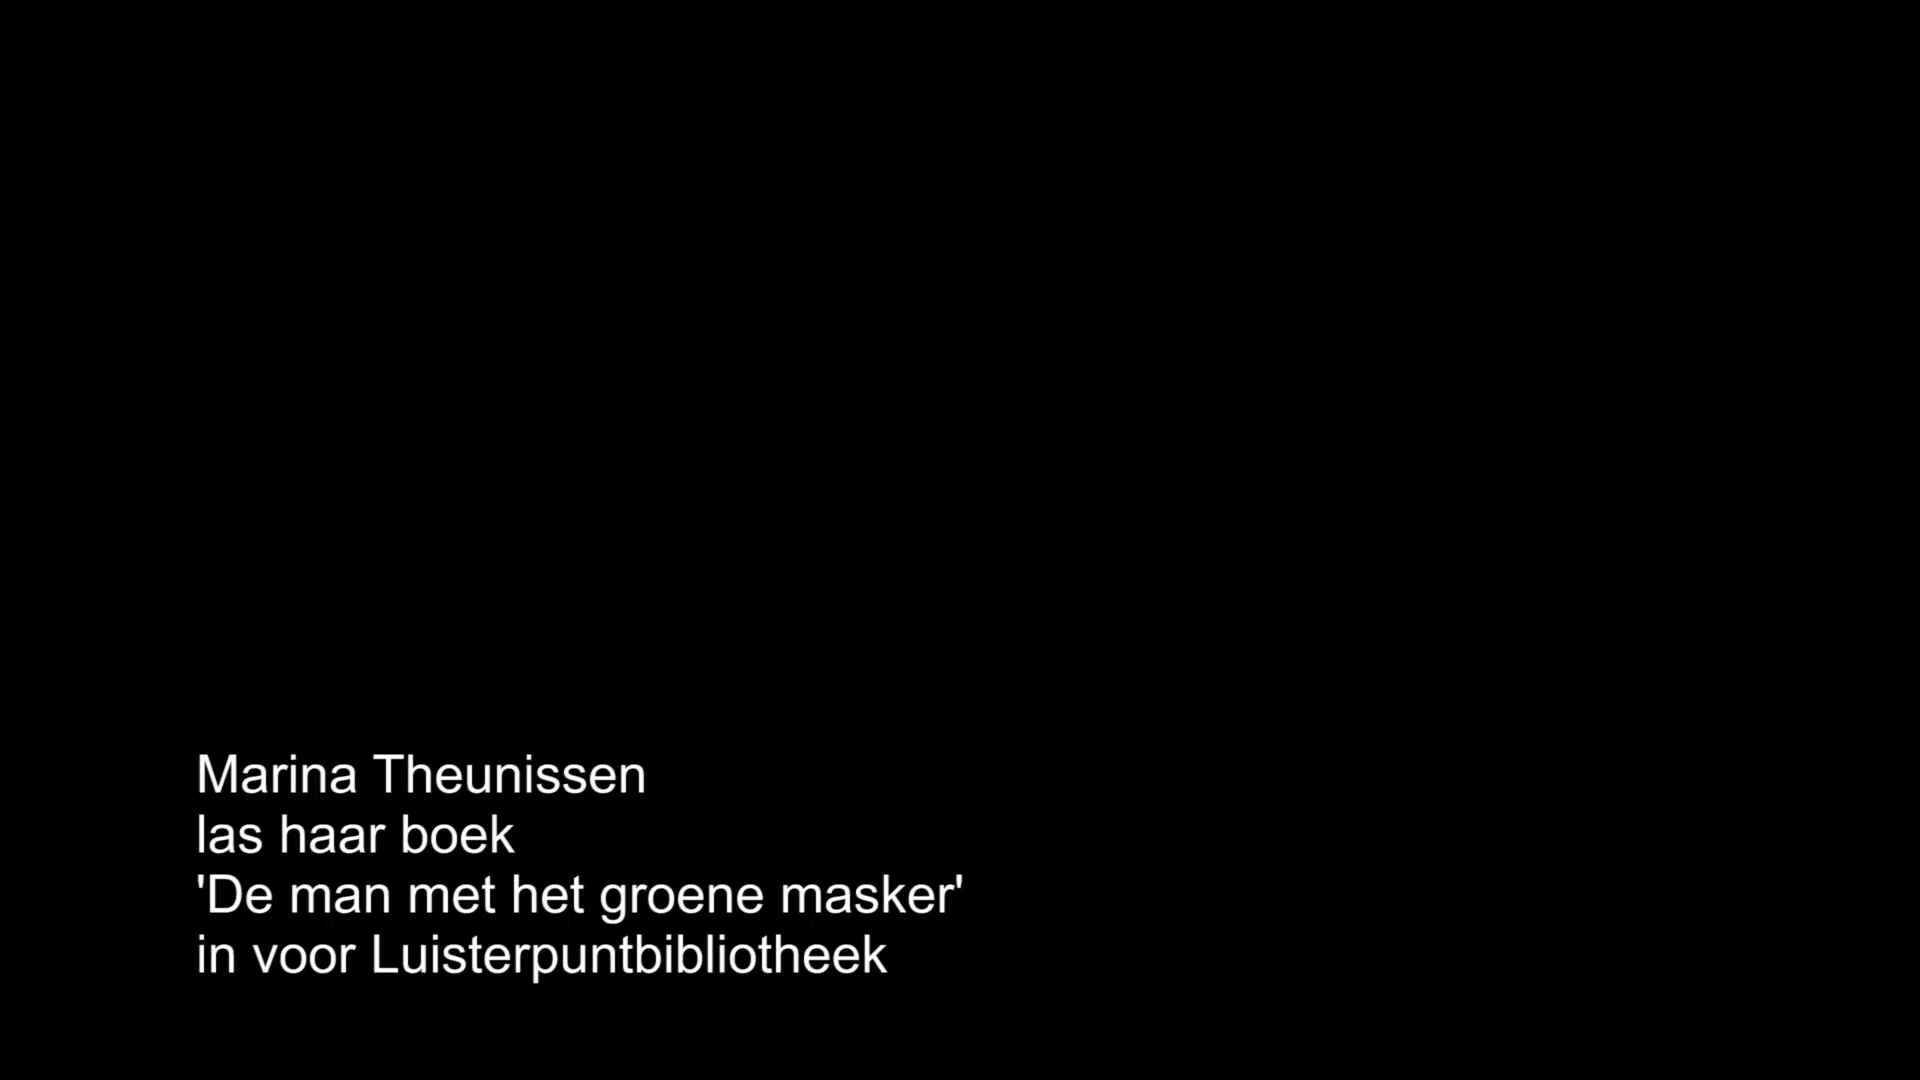 Marina Theunissen
las haar boek
'De man met het groene masker'
in voor Luisterpuntbibliotheek